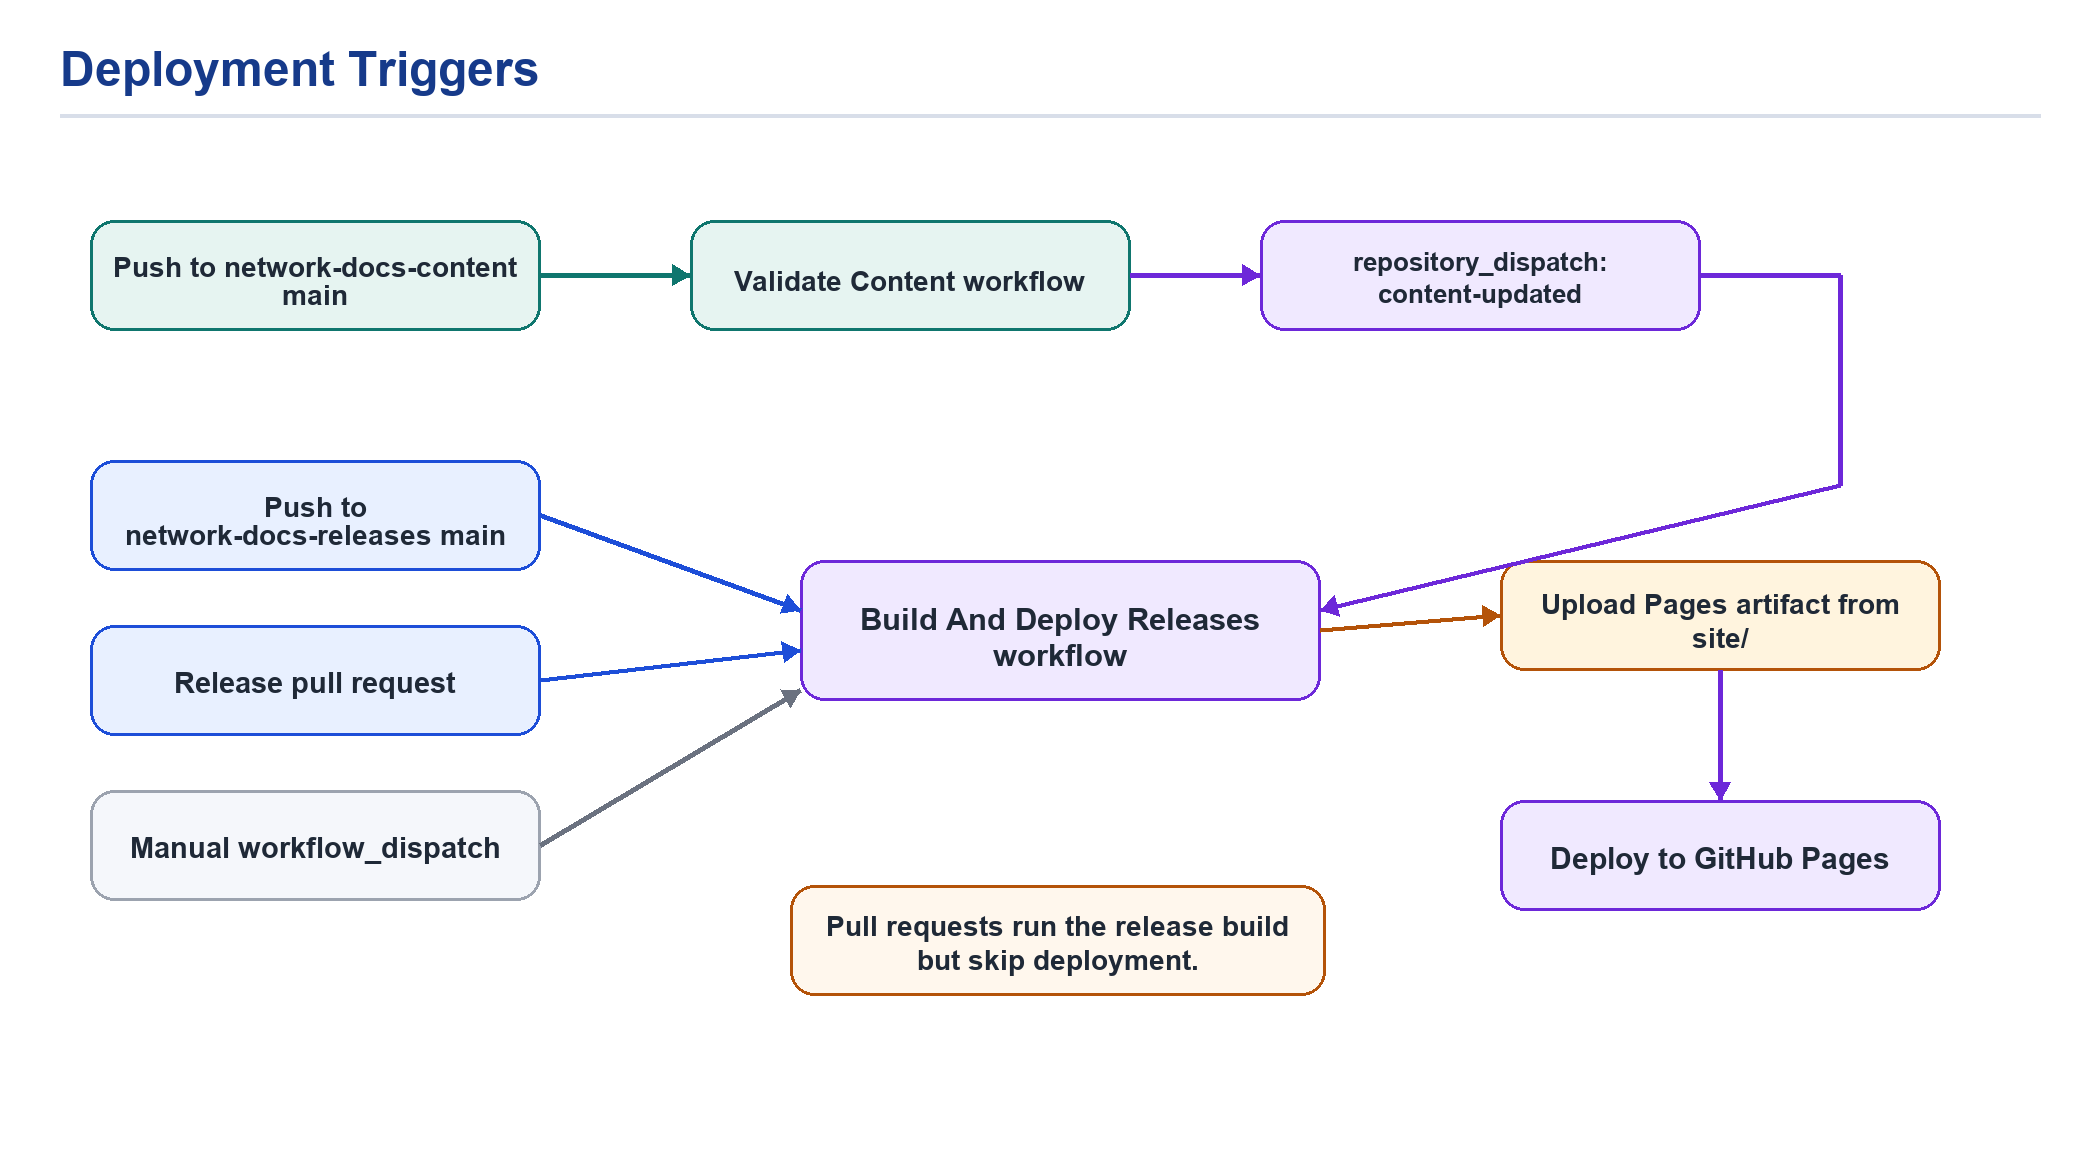 Deployment Triggers
Push to network-docs-content
main
Validate Content workflow
repository_dispatch:
content-updated
Push to
network-docs-releases main
Release pull request
Manual workflow_dispatch
Build And Deploy Releases
workflow
Upload Pages artifact from
site/
Deploy to GitHub Pages
Pull requests run the release build
but skip deployment.